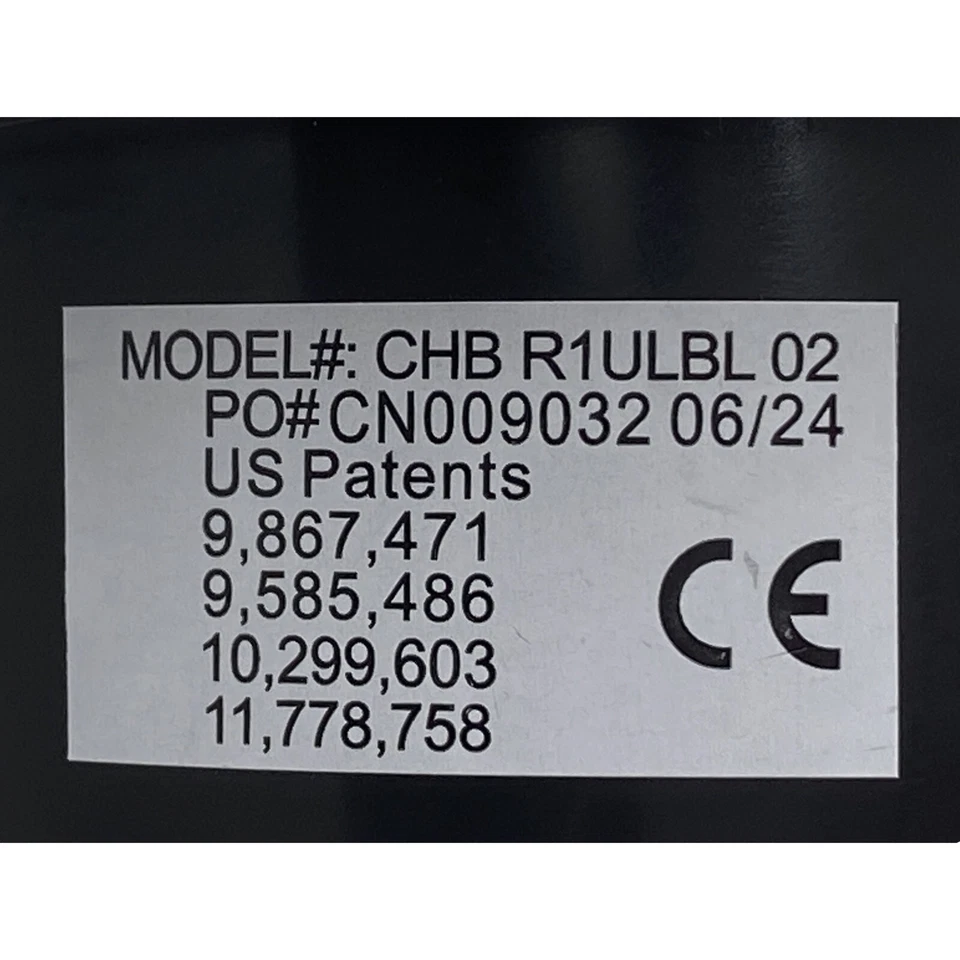 MODEL#: CHB R1ULBL 02
PO#CN009032 06/24
US Patents
9,867,471
9,585,486
10,299,603
11,778,758
CE